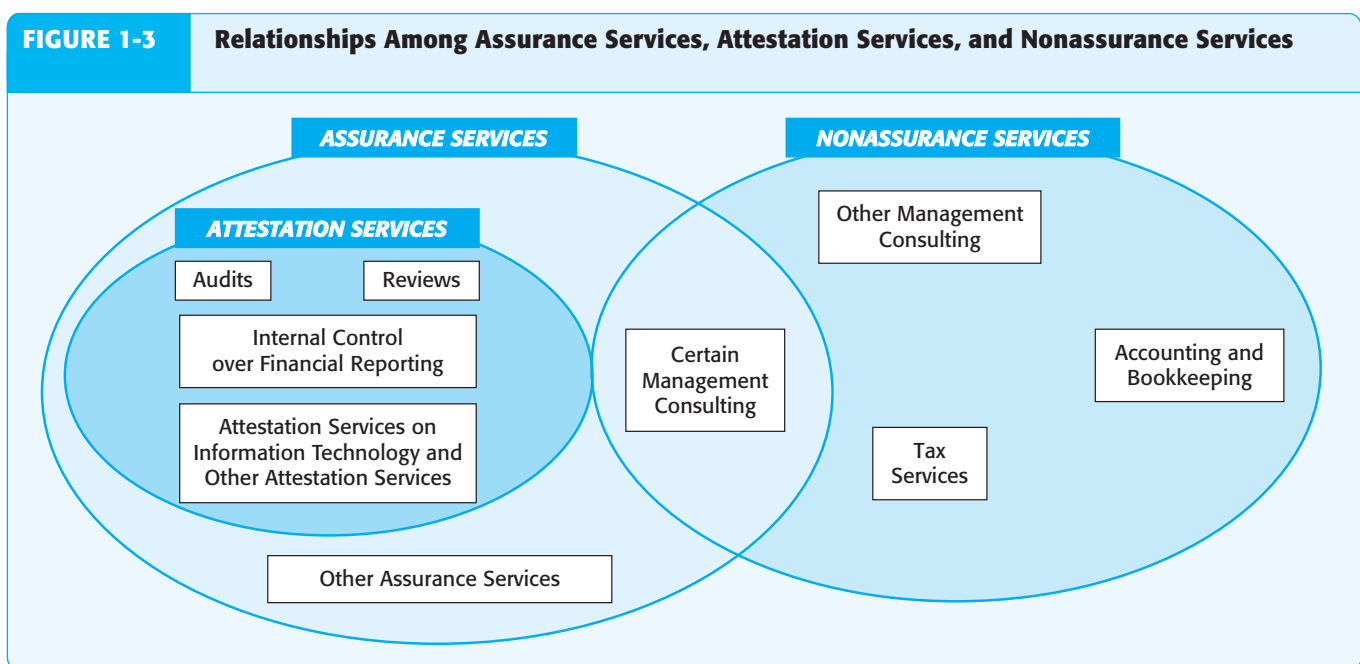 FIGURE 1-3
Relationships Among Assurance Services, Attestation Services, and Nonassurance Services
ASSURANCE SERVICES
NONASSURANCE SERVICES
ATTESTATION SERVICES
Audits
Reviews
Internal Control
over Financial Reporting
Attestation Services on
Information Technology and
Other Attestation Services
Other Assurance Services
Certain
Management
Consulting
Other Management
Consulting
Accounting and
Bookkeeping
Tax
Services